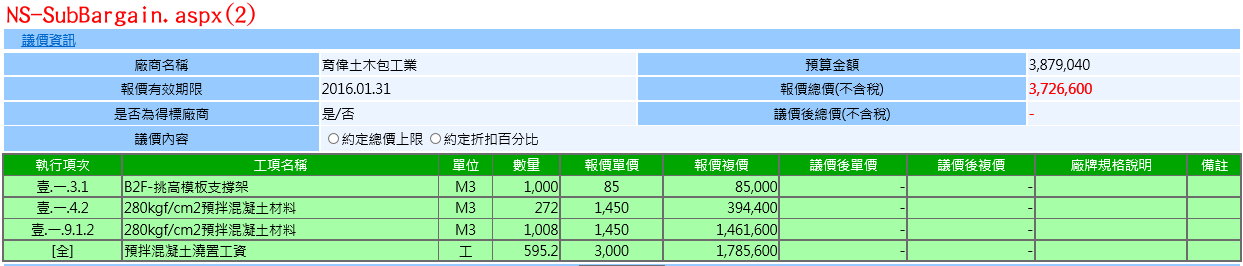 NS-SubBargain.aspx(2)
議價資訊
廠商名稱 育偉土木包工業 預算金額 3,879,040
報價有效期限 2016.01.31 報價總價(不含稅) 3,726,600
是否為得標廠商 是/否 議價後總價(不含稅) -
議價內容 約定總價上限 約定折扣百分比
執行項次 工項名稱 單位 數量 報價單價 報價複價 議價後單價 議價後複價 廠牌規格說明 備註
壹.一.3.1 B2F-挑高模板支撐架 M3 1,000 85 85,000 - -
壹.一.4.2 280kgf/cm2預拌混凝土材料 M3 272 1,450 394,400 - -
壹.一.9.1.2 280kgf/cm2預拌混凝土材料 M3 1,008 1,450 1,461,600 - -
[全] 預拌混凝土澆置工資 工 595.2 3,000 1,785,600 - -